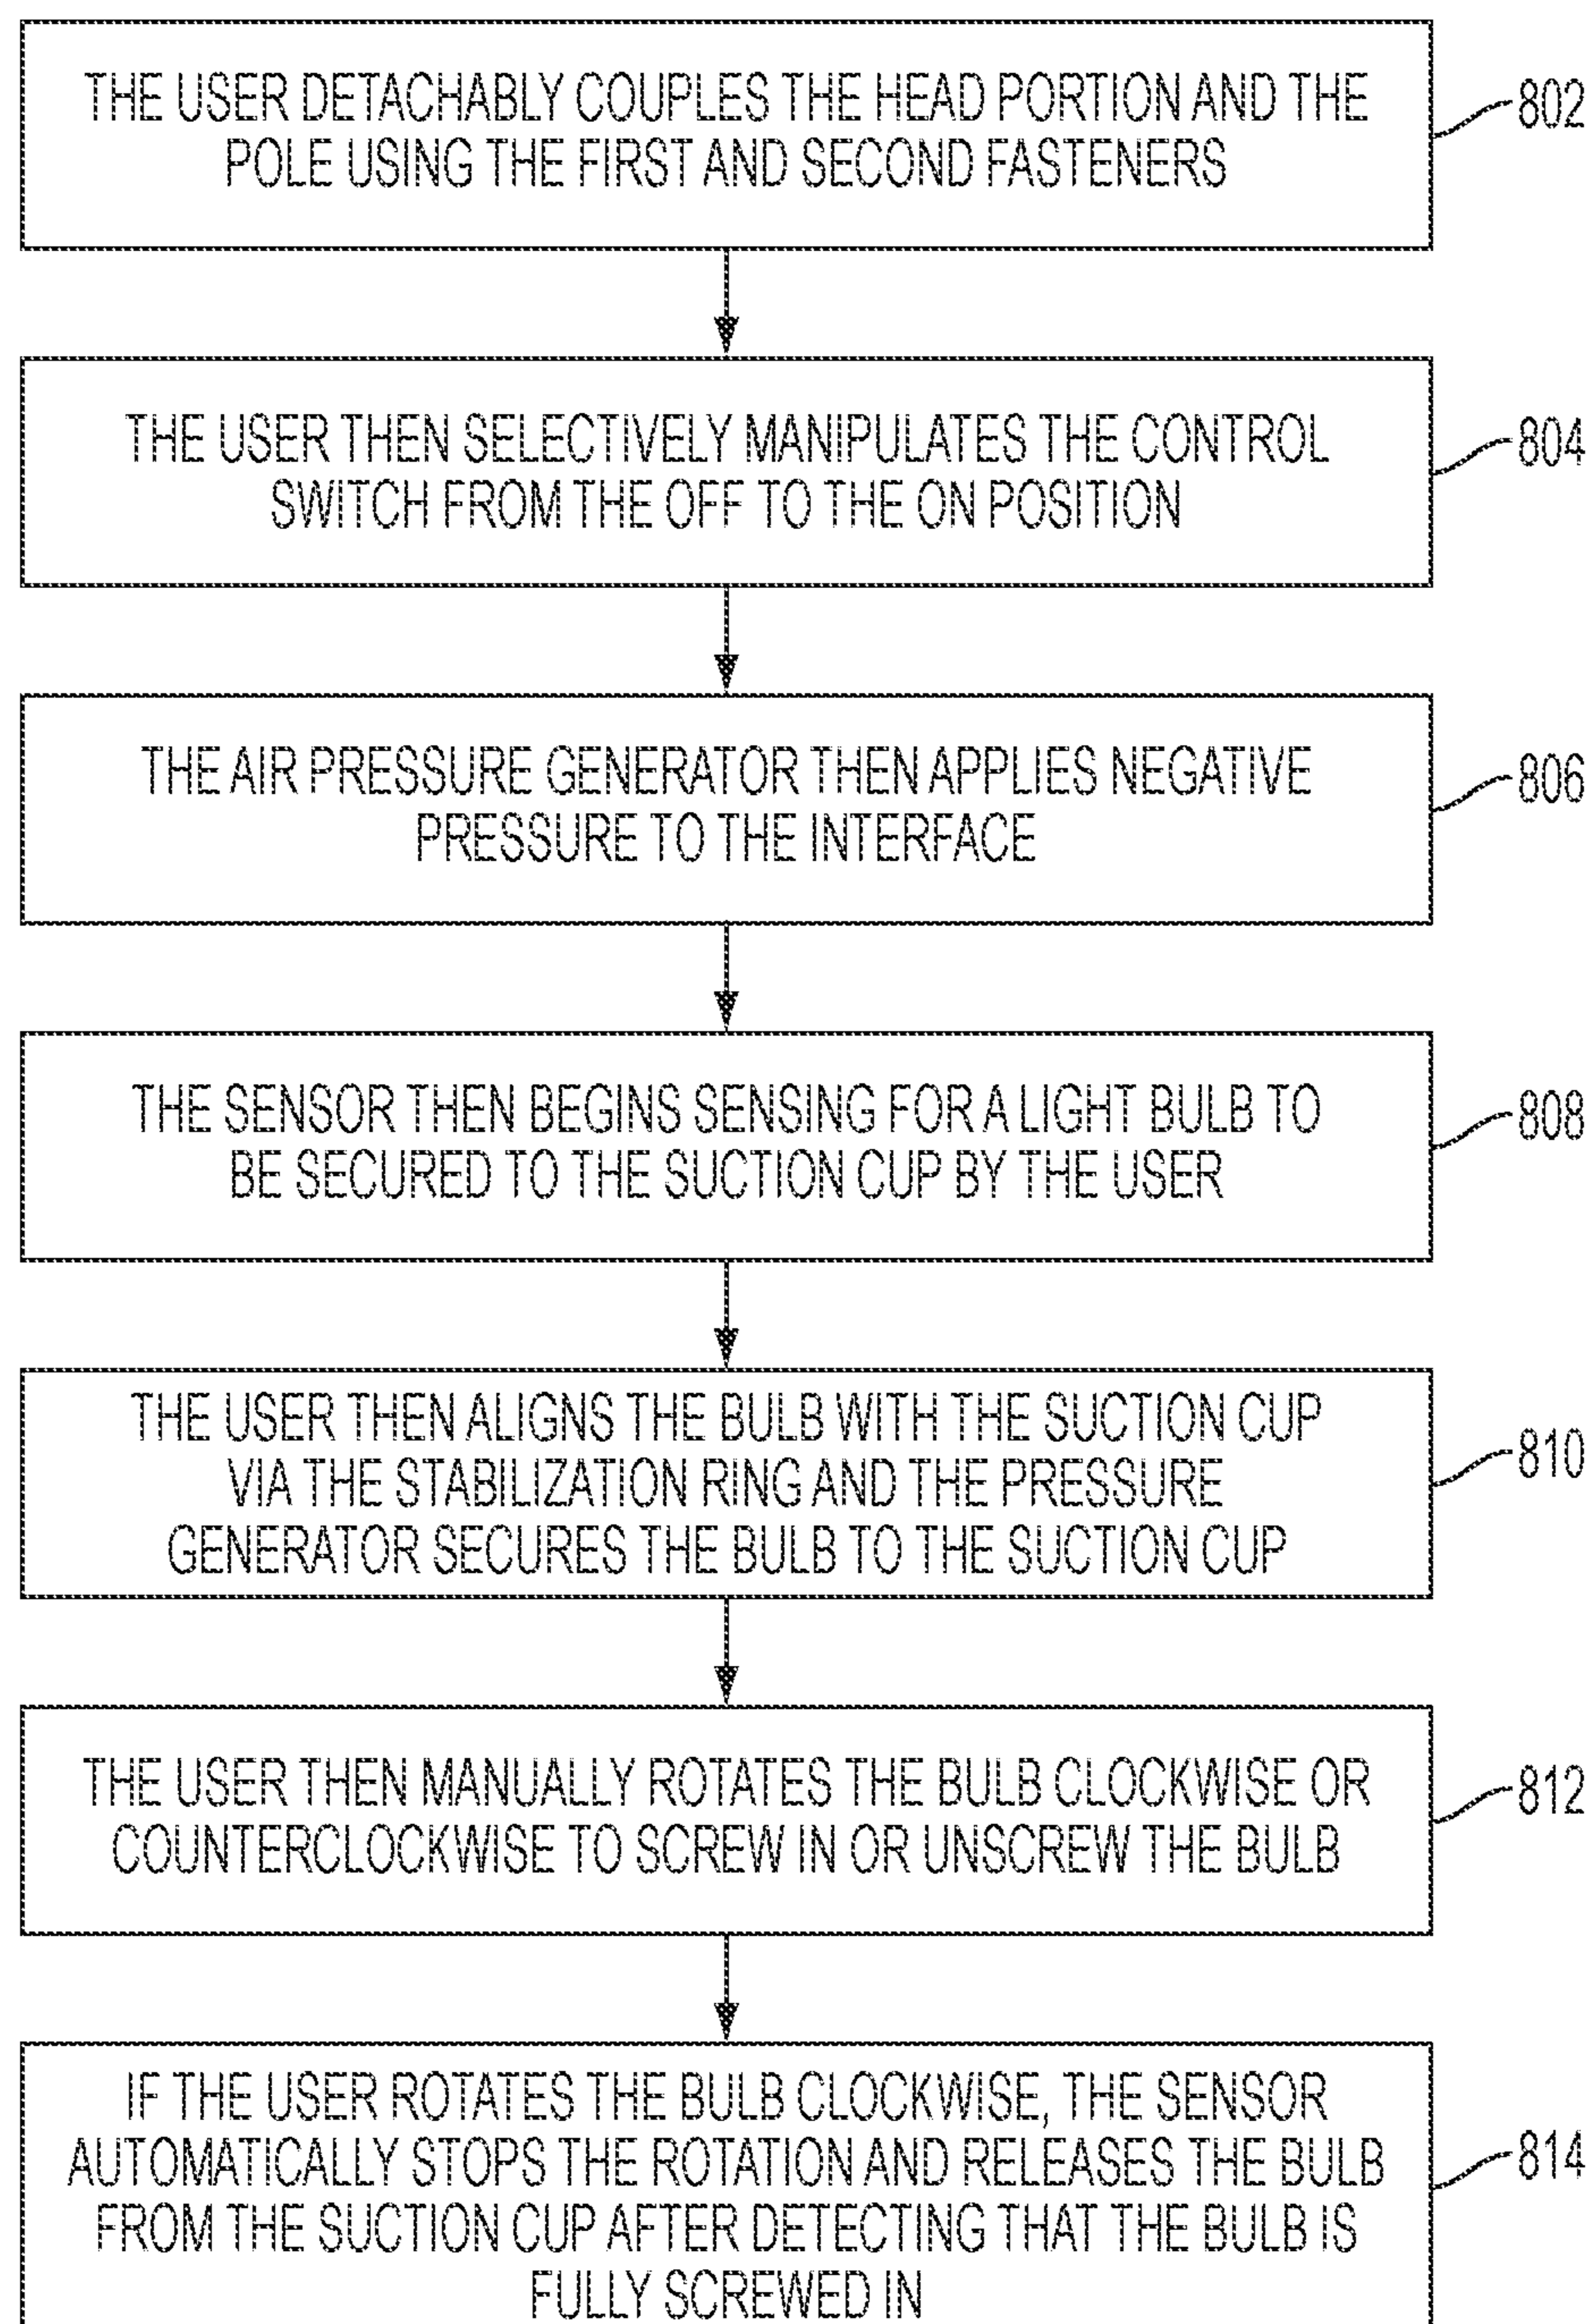 THE USER DETACHABLY COUPLES THE HEAD PORTION AND THE
POLE USING THE FIRST AND SECOND FASTENERS
802
THE USER THEN SELECTIVELY MANIPULATES THE CONTROL
SWITCH FROM THE OFF TO THE ON POSITION
804
THE AIR PRESSURE GENERATOR THEN APPLIES NEGATIVE
PRESSURE TO THE INTERFACE
806
THE SENSOR THEN BEGINS SENSING FOR A LIGHT BULB TO
BE SECURED TO THE SUCTION CUP BY THE USER
808
THE USER THEN ALIGNS THE BULB WITH THE SUCTION CUP
VIA THE STABILIZATION RING AND THE PRESSURE
GENERATOR SECURES THE BULB TO THE SUCTION CUP
810
THE USER THEN MANUALLY ROTATES THE BULB CLOCKWISE OR
COUNTERCLOCKWISE TO SCREW IN OR UNSCREW THE BULB
812
IF THE USER ROTATES THE BULB CLOCKWISE, THE SENSOR
AUTOMATICALLY STOPS THE ROTATION AND RELEASES THE BULB
FROM THE SUCTION CUP AFTER DETECTING THAT THE BULB IS
FULLY SCREWED IN
814